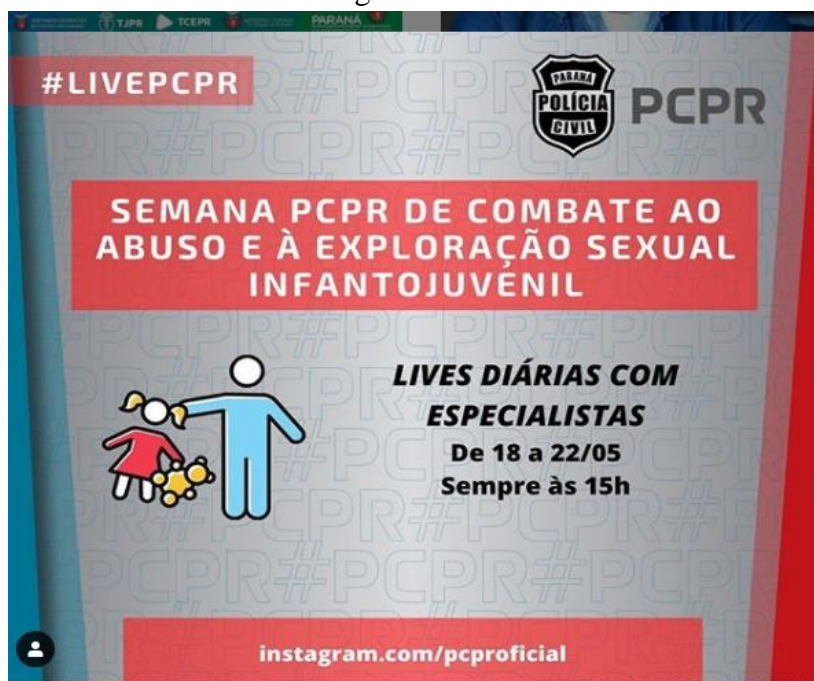 TJPR TCEPR PARANÁ
#LIVEPCPR
PARANÁ
POLÍCIA
CIVIL
PCPR
SEMANA PCPR DE COMBATE AO
ABUSO E À EXPLORAÇÃO SEXUAL
INFANTOJUVENIL
LIVES DIÁRIAS COM
ESPECIALISTAS
De 18 a 22/05
Sempre às 15h
instagram.com/pcproficial